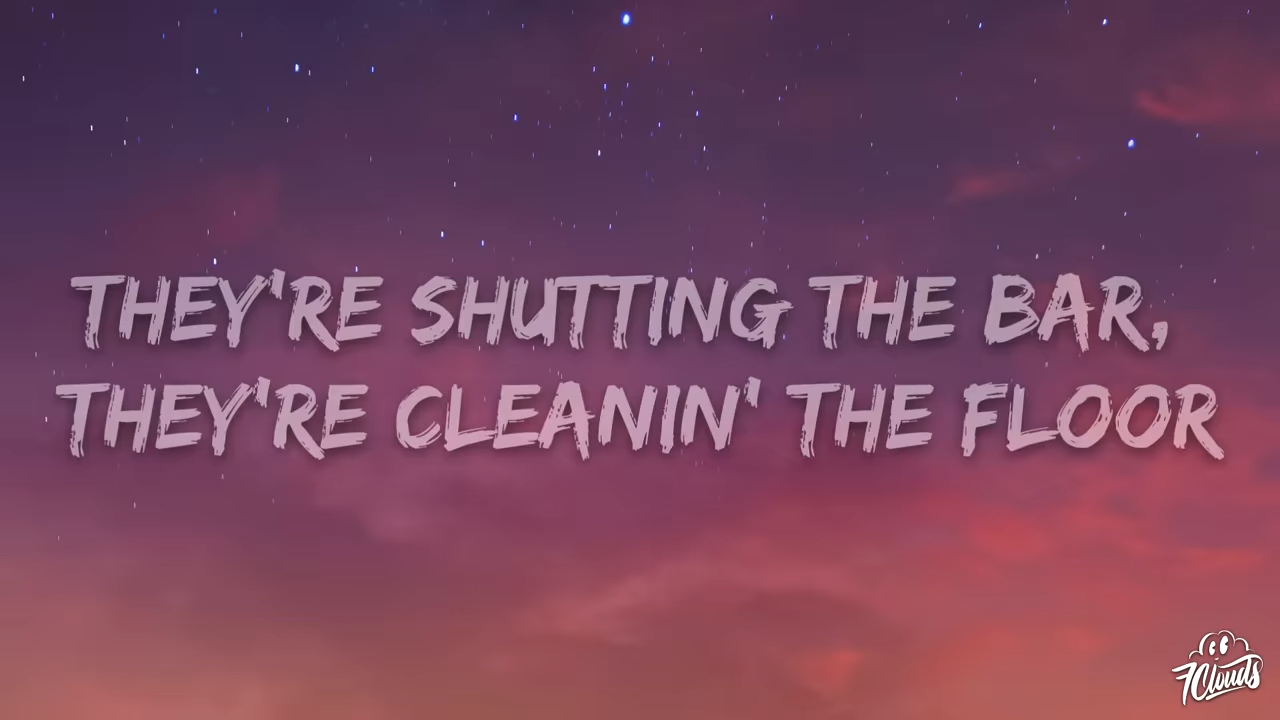 THEY'RE SHUTTING THE BAR,
THEY'RE CLEANIN' THE FLOOR
7Clouds